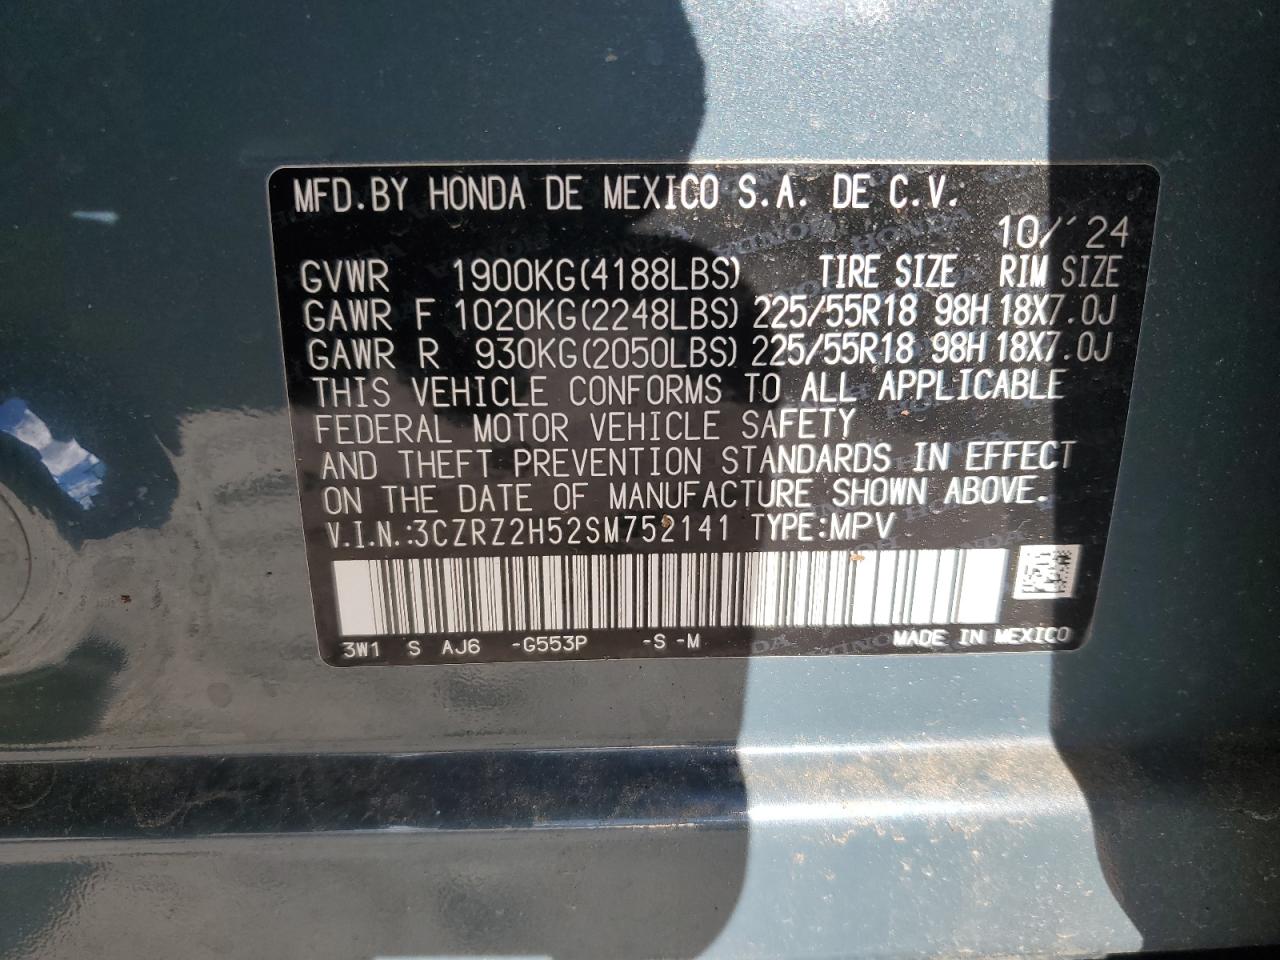 MFD.BY HONDA DE MEXICO S.A. DE C.V.
10/'24
GVWR 1900KG(4188LBS) TIRE SIZE RIM SIZE
GAWR F 1020KG(2248LBS) 225/55R18 98H 18X7.0J
GAWR R 930KG(2050LBS) 225/55R18 98H 18X7.0J
THIS VEHICLE CONFORMS TO ALL APPLICABLE
FEDERAL MOTOR VEHICLE SAFETY
AND THEFT PREVENTION STANDARDS IN EFFECT
ON THE DATE OF MANUFACTURE SHOWN ABOVE.
V.I.N.:3CZRZ2H52SM752141 TYPE:MPV
3W1 S AJ6 -G553P -S -M MADE IN MEXICO